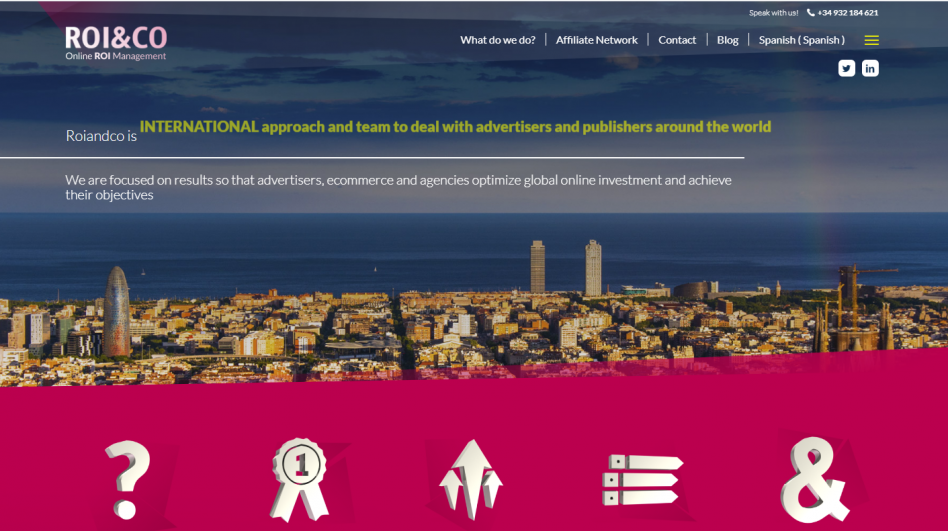 Speak with us! +34 932 184 621
ROI&CO
Online ROI Management
What do we do?
Affiliate Network
Contact
Blog
Spanish ( Spanish )
in
Roiandco is INTERNATIONAL approach and team to deal with advertisers and publishers around the world
We are focused on results so that advertisers, ecommerce and agencies optimize global online investment and achieve
their objectives
? 1 &